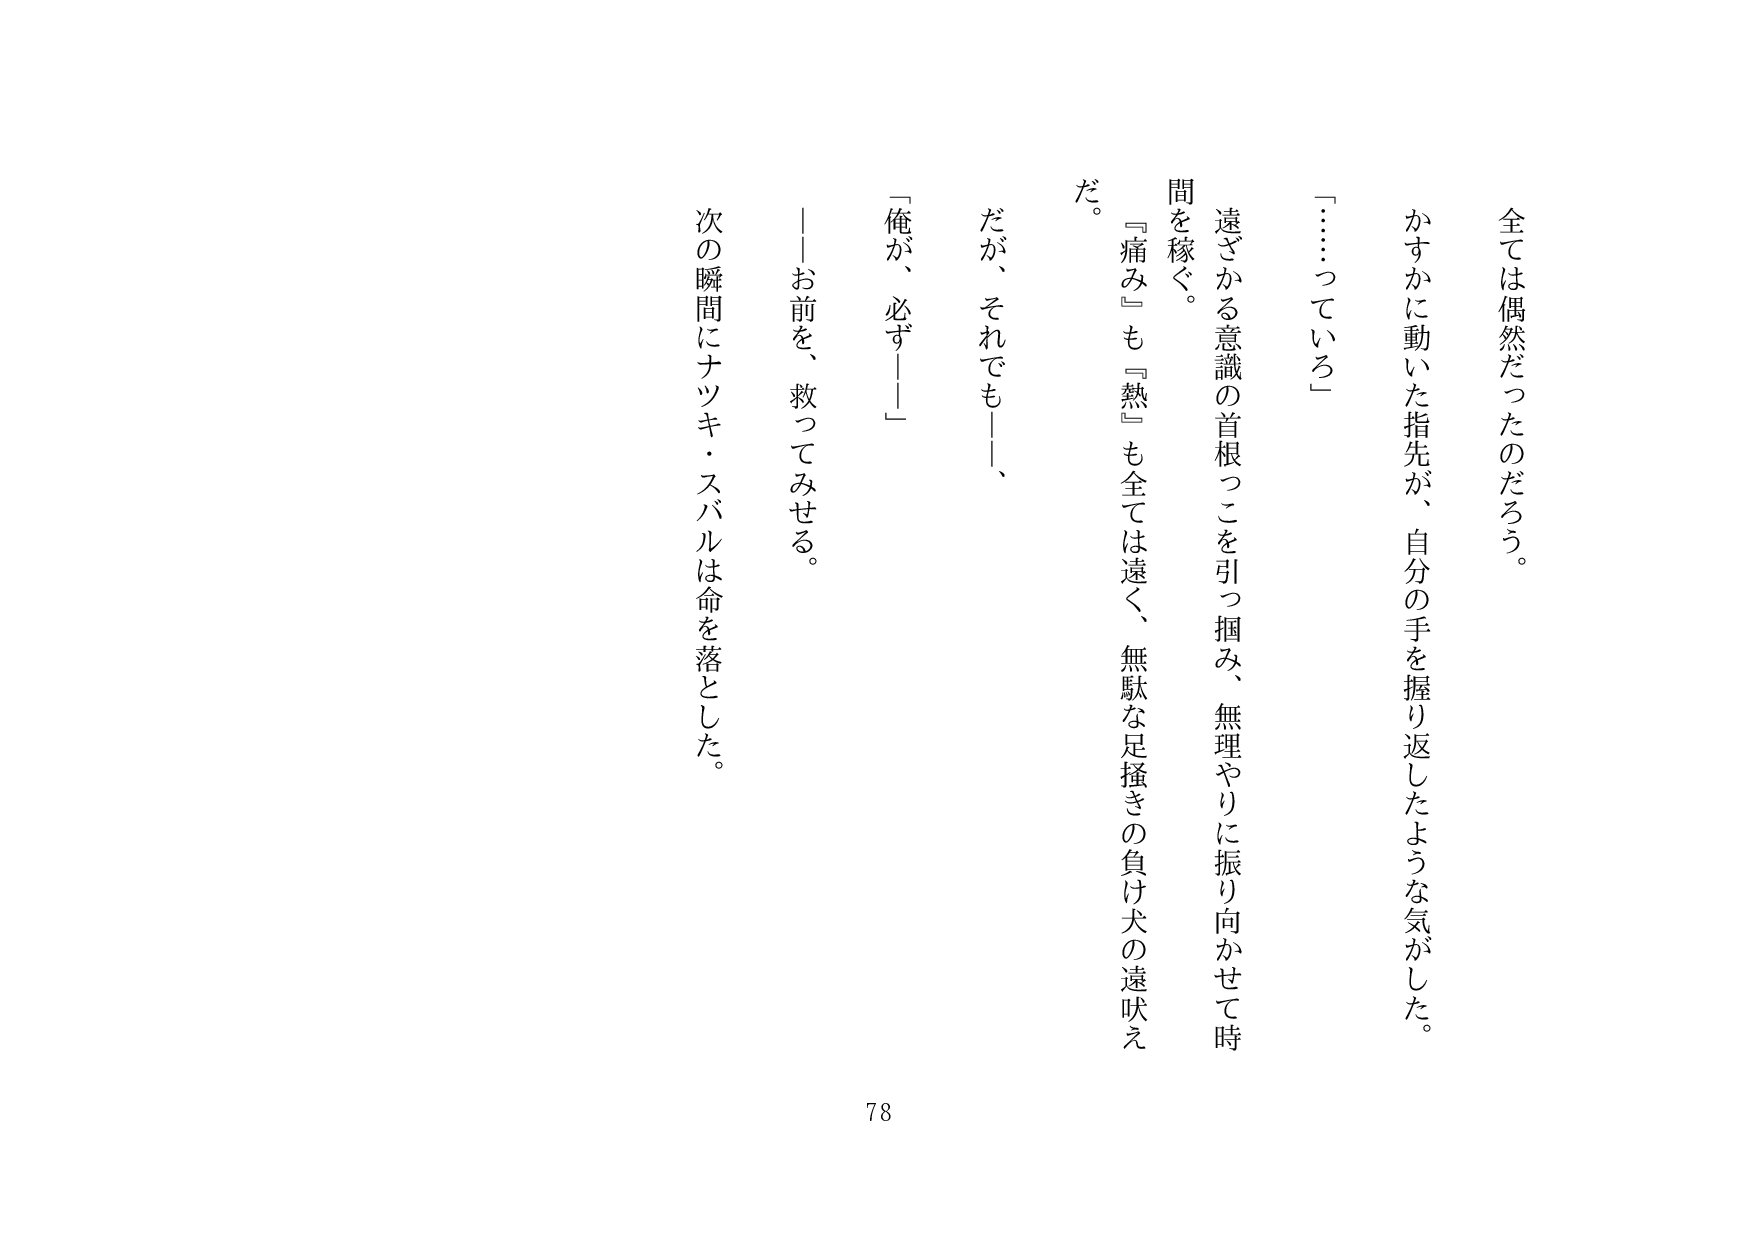 全ては偶然だったのだろう。
かすかに動いた指先が、自分の手を握り返したような気がした。
「……っていろ」
遠ざかる意識の首根っこを引っ掴み、無理やりに振り向かせて時
間を稼ぐ。
『痛み』も『熱』も全ては遠く、無駄な足掻きの負け犬の遠吠え
だ。
だが、それでも――、
「俺が、必ず――」
――お前を、救ってみせる。
次の瞬間にナツキ・スバルは命を落とした。
78